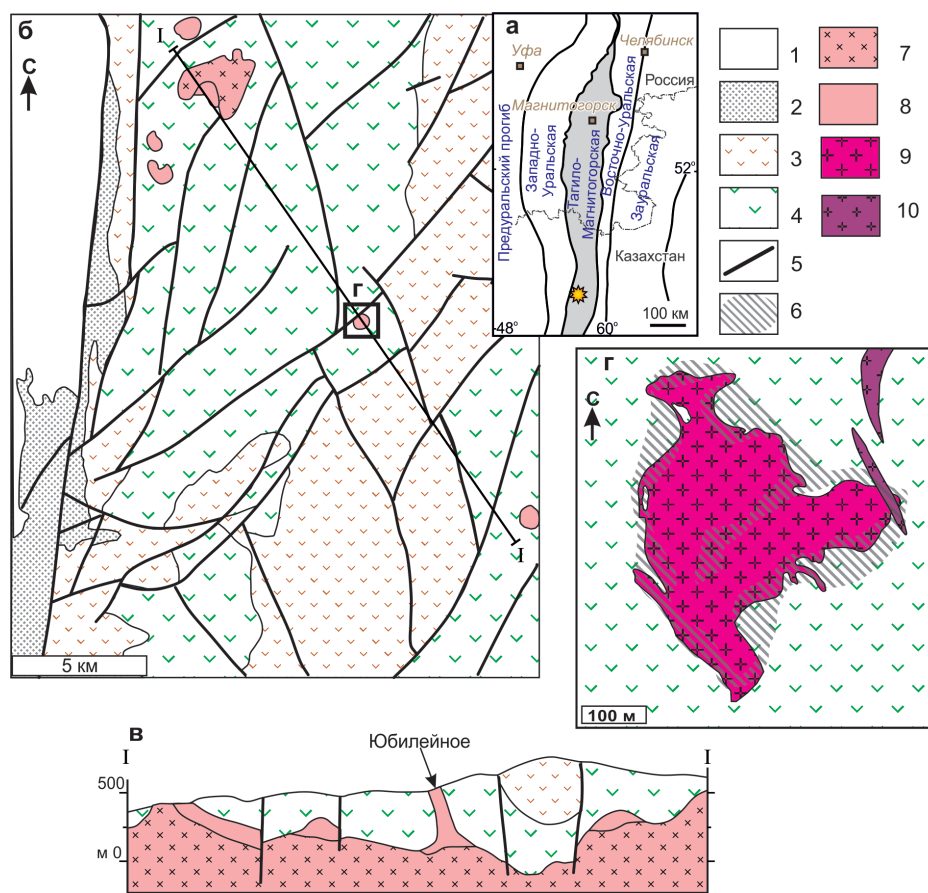 б
С
I
г
I
5 км
а
Уфа
Челябинск
Россия
Магнитогорск
Предуральский прогиб
Западно-
Уральская
Тагило-
Магнитогорская
Восточно-уральская
Зауральская
52°
Казахстан
48°
60°
100 км
1
2
3
4
5
6
7
8
9
10
г
С
100 м
в
Юбилейное
I
I
500
м 0